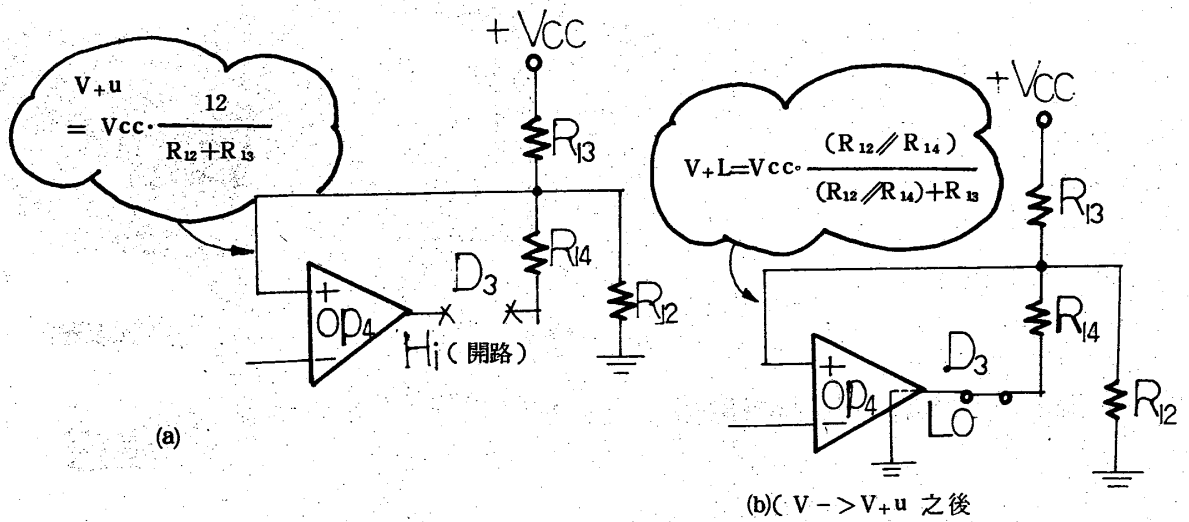 +Vcc
V+u
= Vcc· 12
R12+R13
R13
R14
D3
R12
+
OP4
−
Hi(開路)
(a)
+Vcc
V+L=Vcc· (R12//R14)
(R12//R14)+R13
R13
R14
D3
R12
+
OP4
−
LO
(b)( V−>V+u 之後